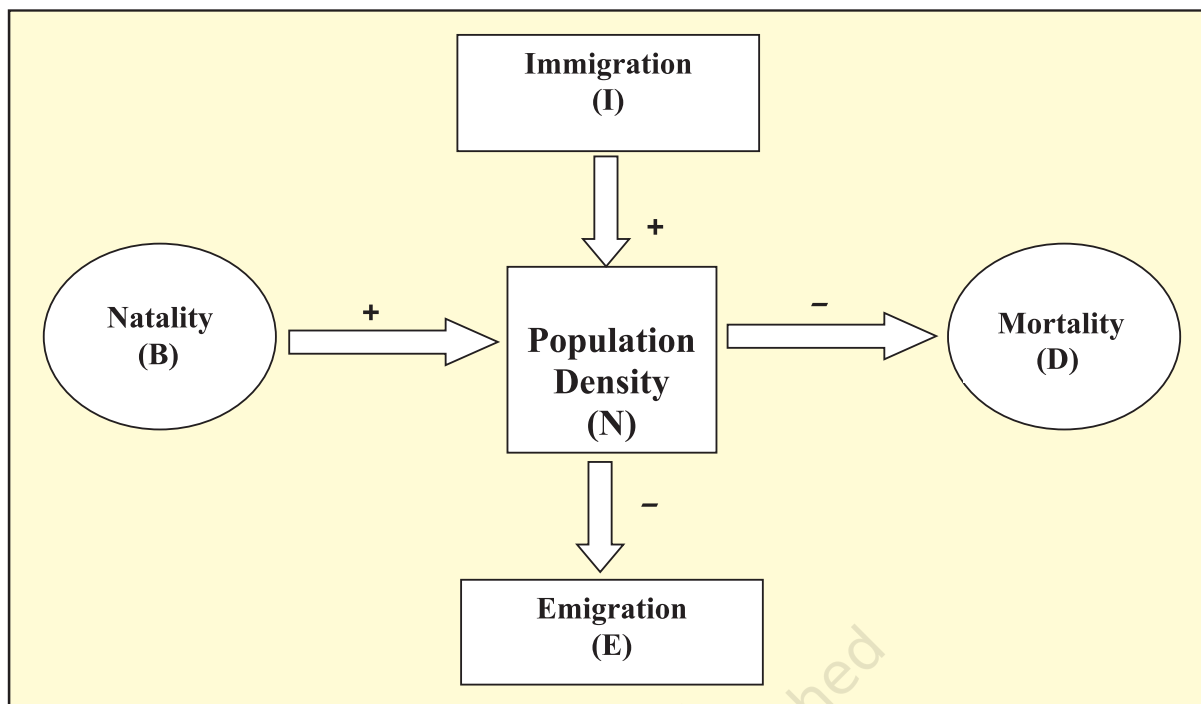 Immigration
(I)
+
Natality
(B)
+
Population
Density
(N)
–
Mortality
(D)
–
Emigration
(E)